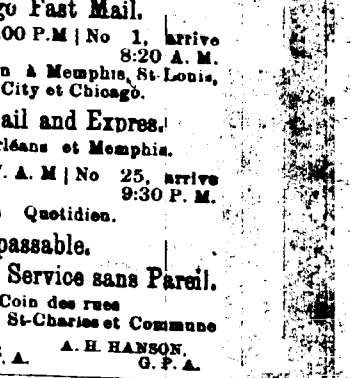 go Fast Mail.
.00 P.M | No 1, arrive
8:20 A. M.
n à Memphis, St-Louis,
City et Chicago.
ail and Expres.
rléans et Memphis.
. A. M | No 25, arrive
9:30 P. M.
Quotidien.
passable.
Service sans Pareil.
Coin des rues
St-Charles et Commune
A. H. HANSON,
. A. G. P. A.